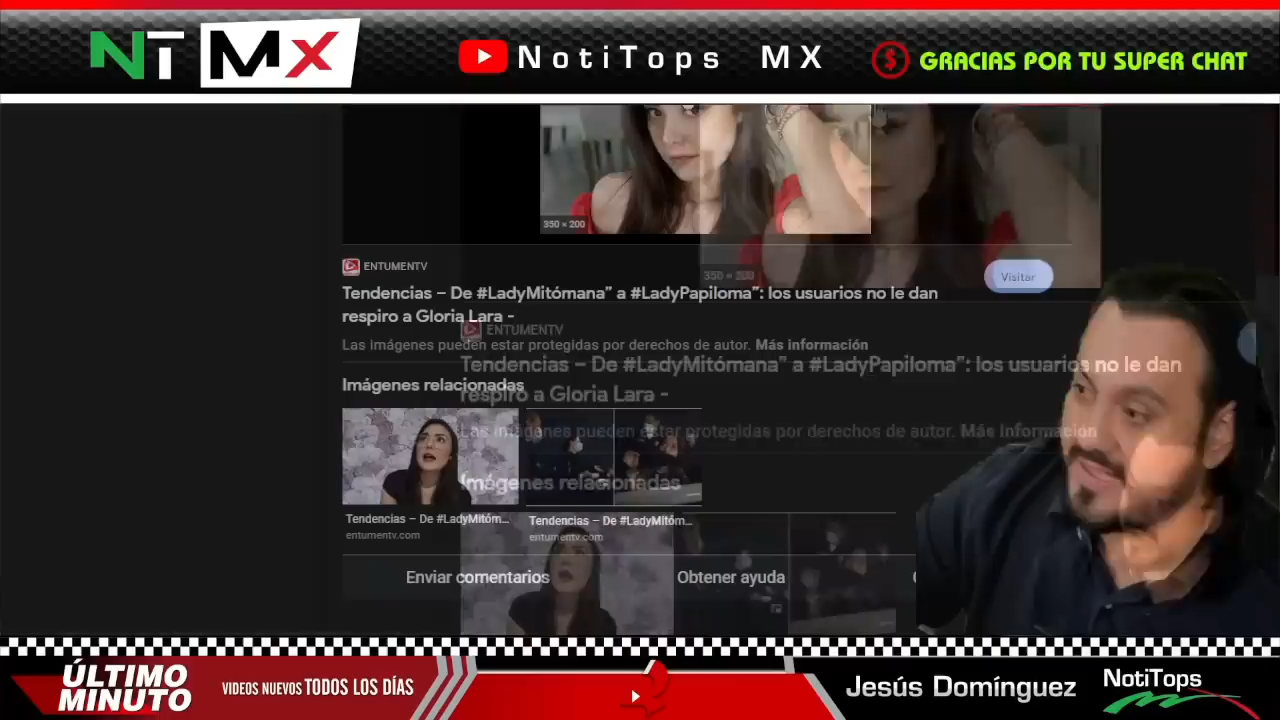 NT MX
NotiTops MX
GRACIAS POR TU SUPER CHAT
350 × 200
350 × 200
Visitar
ENTUMENTV
Tendencias – De #LadyMitómana” a #LadyPapiloma”: los usuarios no le dan
respiro a Gloria Lara -
Las imágenes pueden estar protegidas por derechos de autor. Más información
Imágenes relacionadas
ENTUMENTV
Tendencias – De #LadyMitómana” a #LadyPapiloma”: los usuarios no le dan
respiro a Gloria Lara -
Las imágenes pueden estar protegidas por derechos de autor. Más información
Imágenes relacionadas
Tendencias – De #LadyMitóm...
entumentv.com
Tendencias – De #LadyMitóm...
entumentv.com
Enviar comentarios
Obtener ayuda
ÚLTIMO
MINUTO
VIDEOS NUEVOS TODOS LOS DÍAS
Jesús Domínguez
NotiTops